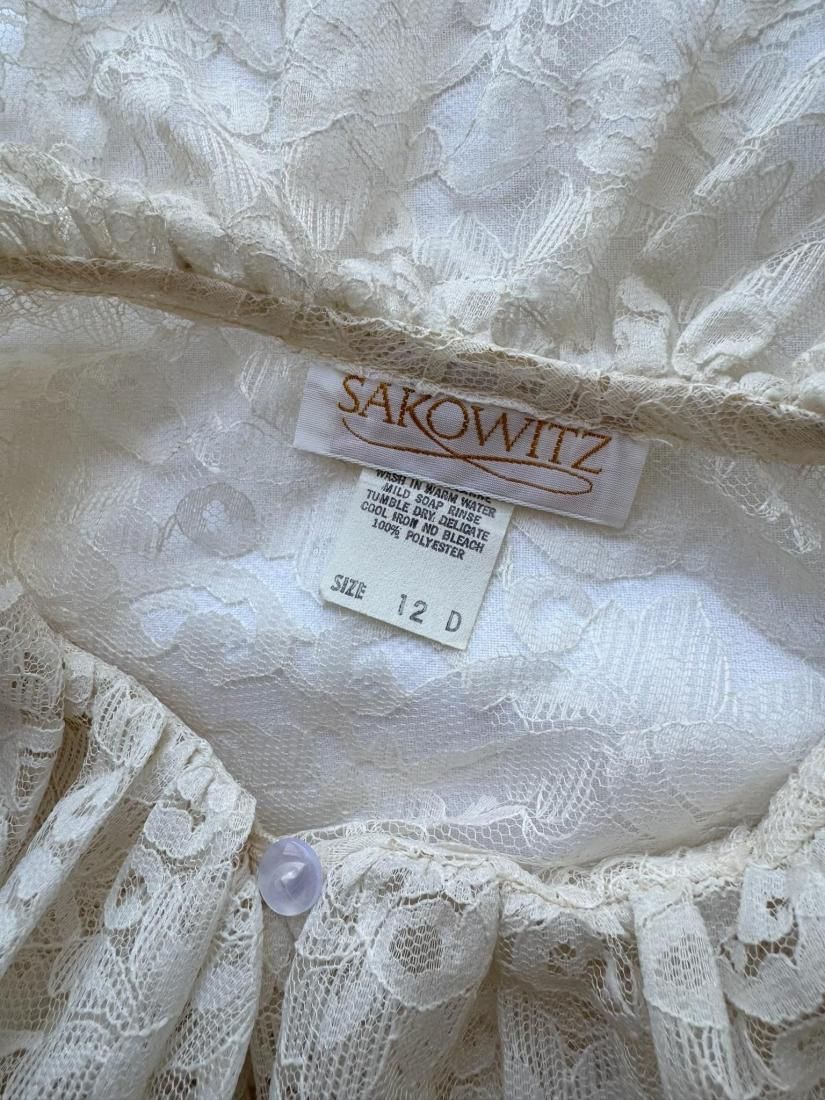 SAKOWITZ
WASH IN WARM WATER
MILD SOAP RINSE
TUMBLE DRY. DELICATE
COOL IRON NO BLEACH
100% POLYESTER
SIZE 12 D